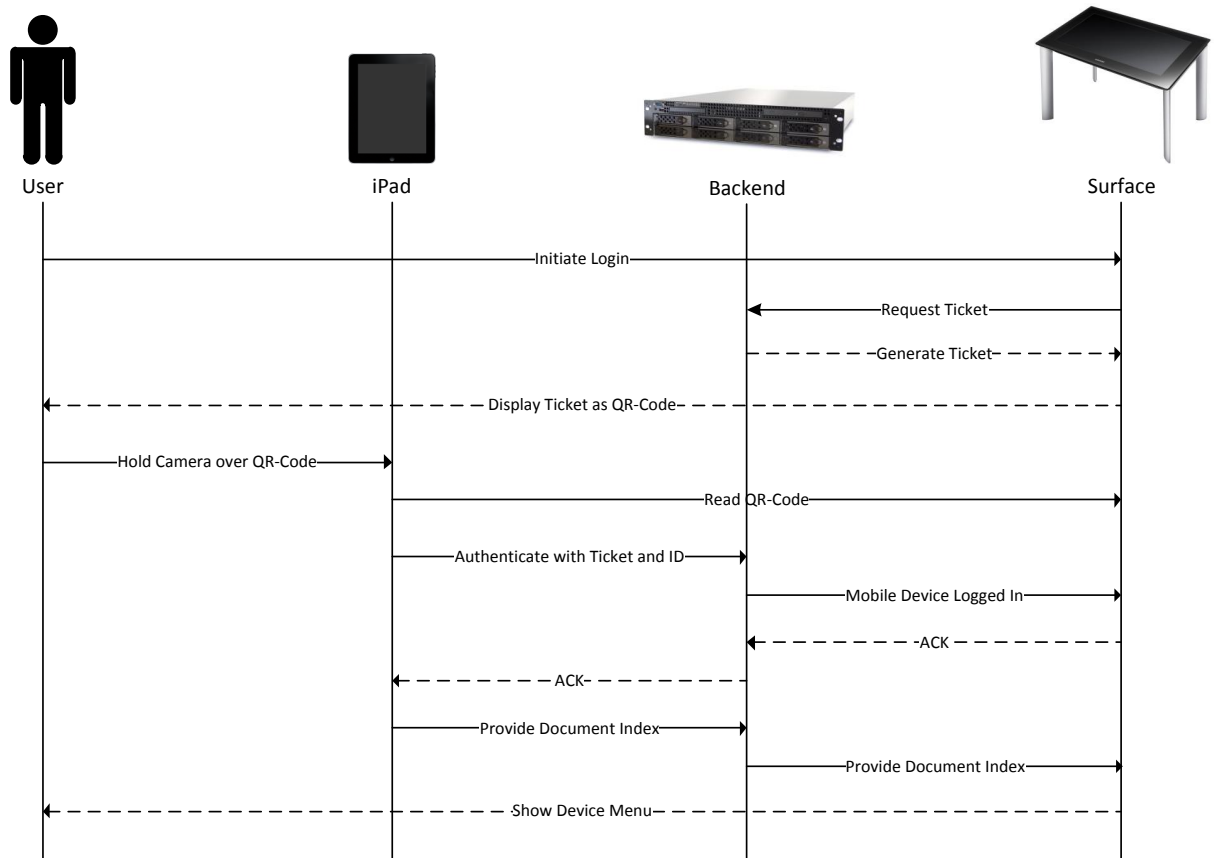 User
iPad
Backend
Surface
Initiate Login
Request Ticket
Generate Ticket
Display Ticket as QR-Code
Hold Camera over QR-Code
Read QR-Code
Authenticate with Ticket and ID
Mobile Device Logged In
ACK
ACK
Provide Document Index
Provide Document Index
Show Device Menu